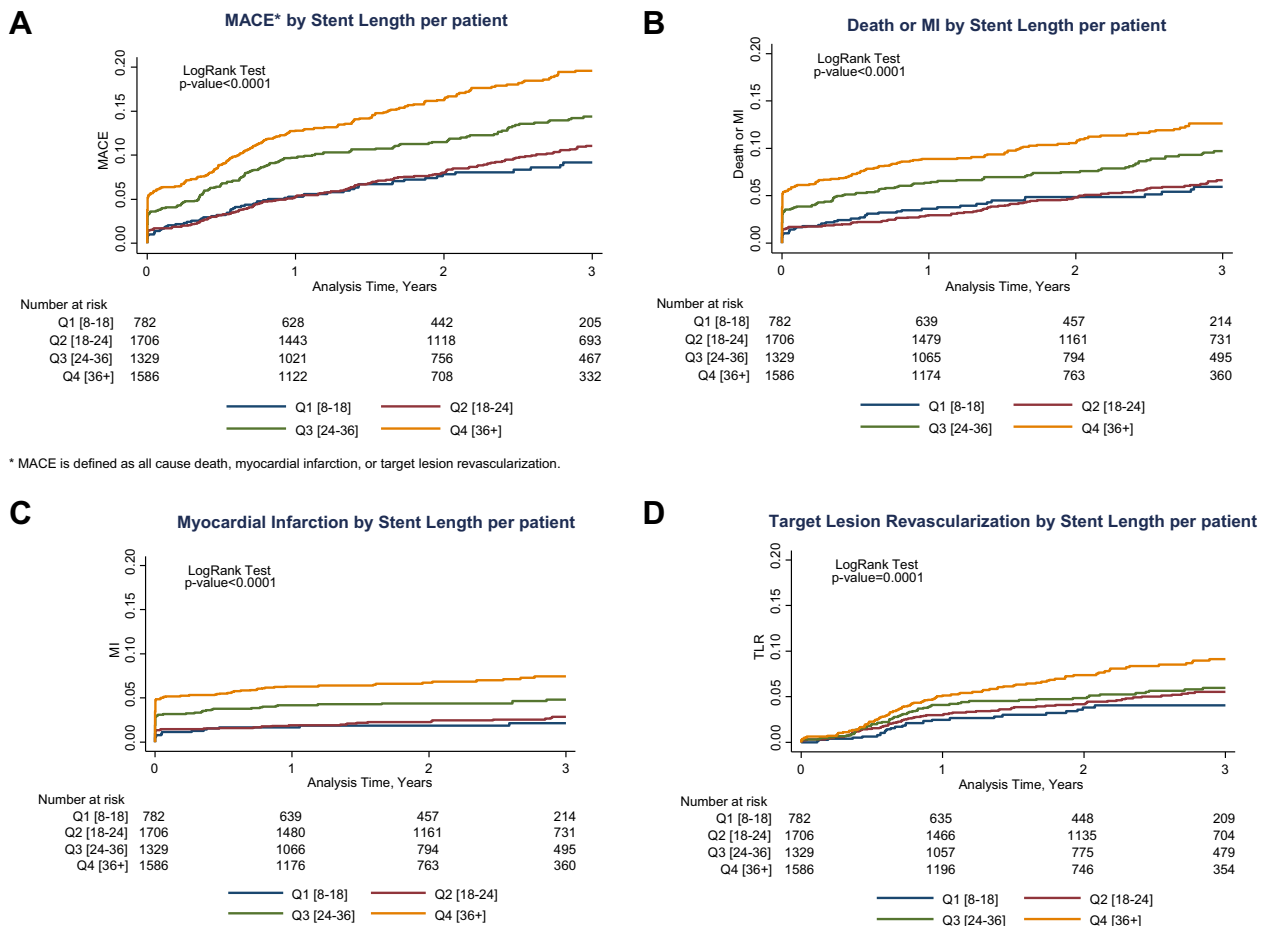 A
MACE* by Stent Length per patient
LogRank Test
p-value<0.0001
MACE
0.20
0.15
0.10
0.05
0.00
0 1 2 3
Analysis Time, Years
Number at risk
Q1 [8-18] 782 628 442 205
Q2 [18-24] 1706 1443 1118 693
Q3 [24-36] 1329 1021 756 467
Q4 [36+] 1586 1122 708 332
Q1 [8-18] Q2 [18-24]
Q3 [24-36] Q4 [36+]
* MACE is defined as all cause death, myocardial infarction, or target lesion revascularization.
B
Death or MI by Stent Length per patient
LogRank Test
p-value<0.0001
Death or MI
0.20
0.15
0.10
0.05
0.00
0 1 2 3
Analysis Time, Years
Number at risk
Q1 [8-18] 782 639 457 214
Q2 [18-24] 1706 1479 1161 731
Q3 [24-36] 1329 1065 794 495
Q4 [36+] 1586 1174 763 360
Q1 [8-18] Q2 [18-24]
Q3 [24-36] Q4 [36+]
C
Myocardial Infarction by Stent Length per patient
LogRank Test
p-value<0.0001
MI
0.20
0.15
0.10
0.05
0.00
0 1 2 3
Analysis Time, Years
Number at risk
Q1 [8-18] 782 639 457 214
Q2 [18-24] 1706 1480 1161 731
Q3 [24-36] 1329 1066 794 495
Q4 [36+] 1586 1176 763 360
Q1 [8-18] Q2 [18-24]
Q3 [24-36] Q4 [36+]
D
Target Lesion Revascularization by Stent Length per patient
LogRank Test
p-value=0.0001
TLR
0.20
0.15
0.10
0.05
0.00
0 1 2 3
Analysis Time, Years
Number at risk
Q1 [8-18] 782 635 448 209
Q2 [18-24] 1706 1466 1135 704
Q3 [24-36] 1329 1057 775 479
Q4 [36+] 1586 1196 746 354
Q1 [8-18] Q2 [18-24]
Q3 [24-36] Q4 [36+]